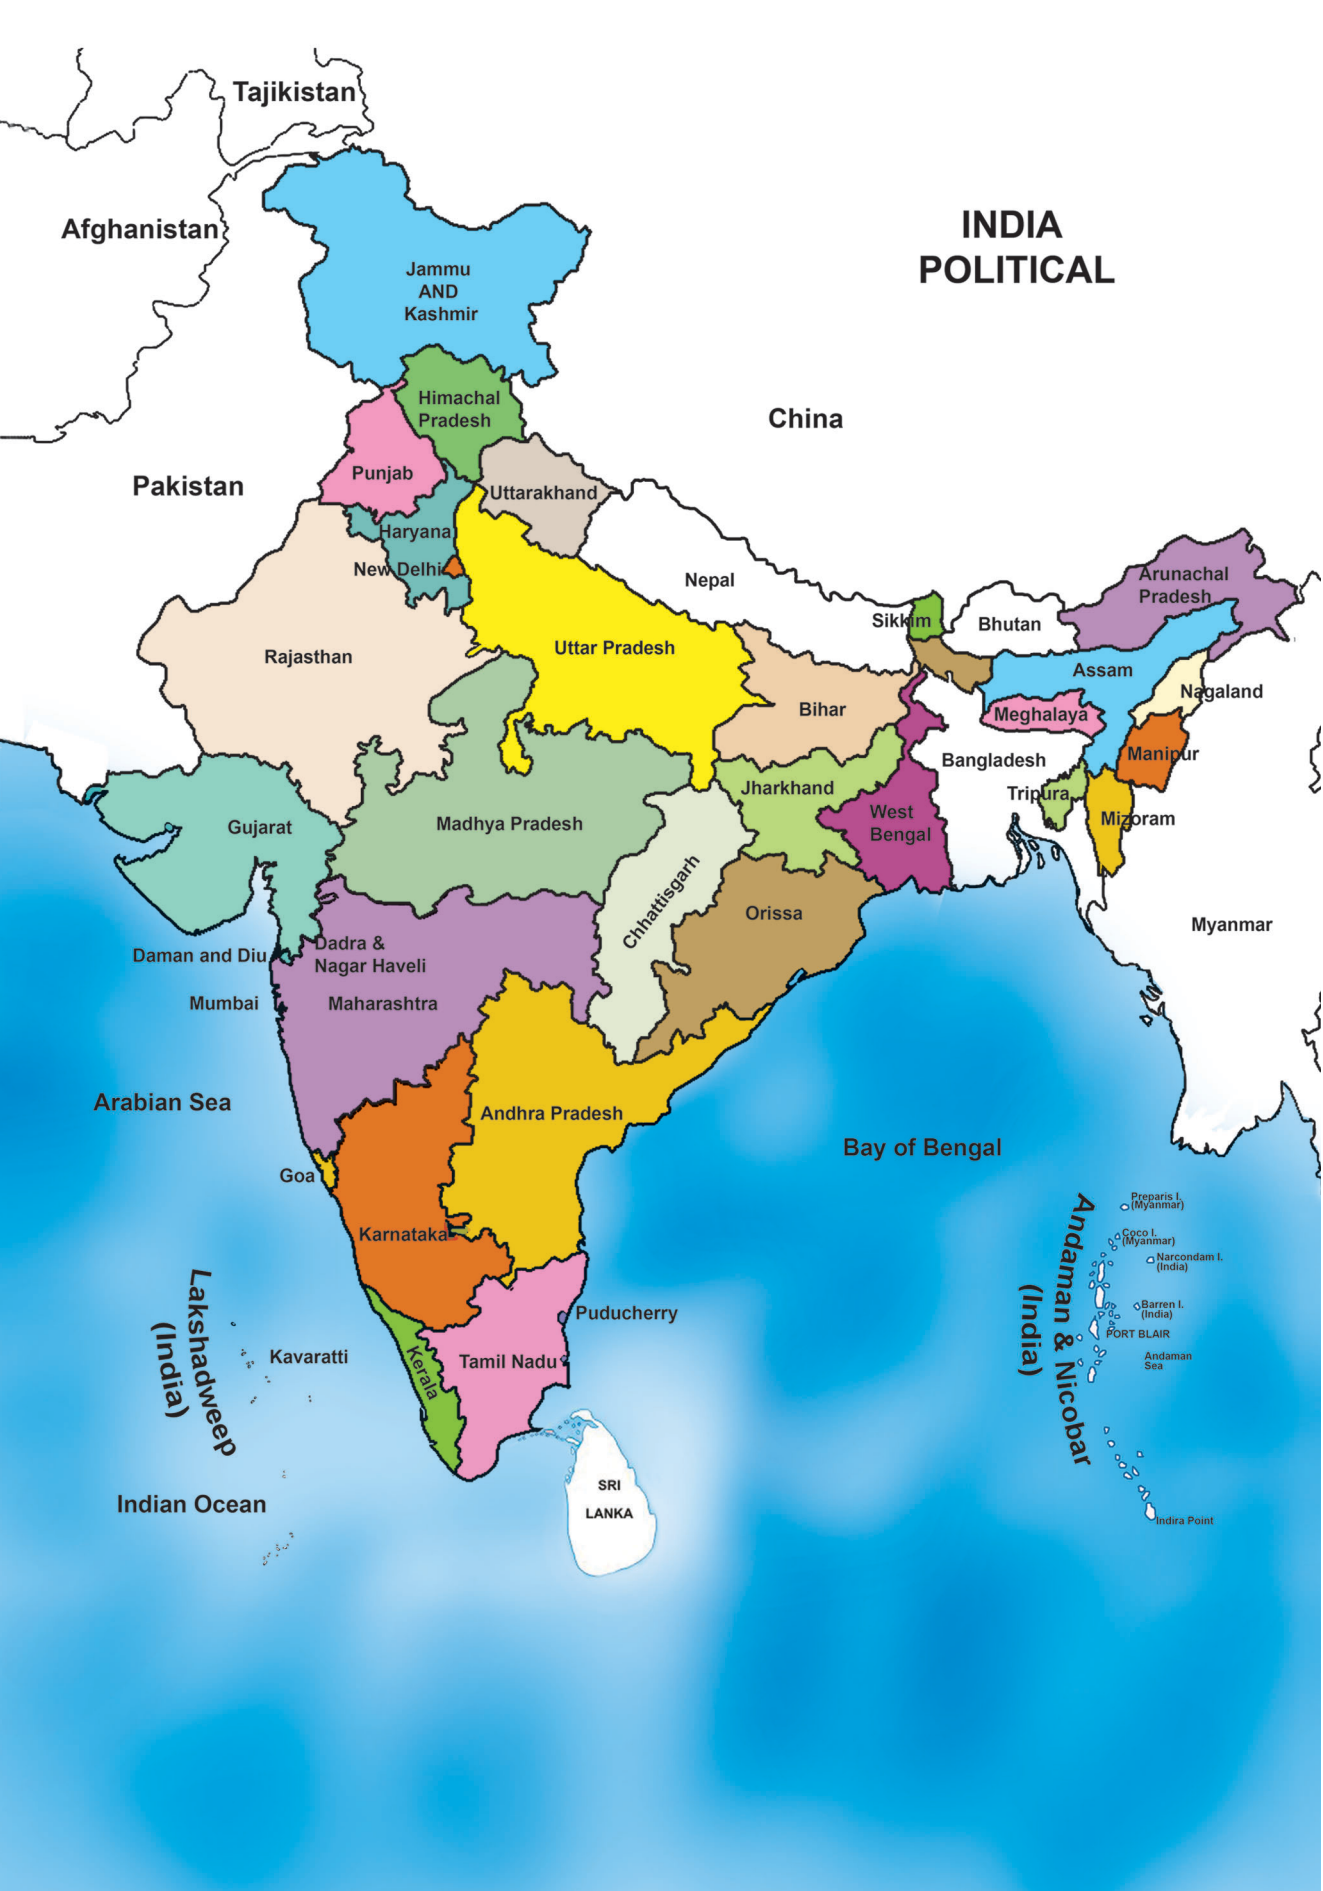 Tajikistan
Afghanistan
INDIA
POLITICAL
Jammu
AND
Kashmir
Himachal
Pradesh
China
Punjab
Pakistan
Uttarakhand
Haryana
New Delhi
Nepal
Arunachal
Pradesh
Sikkim
Bhutan
Uttar Pradesh
Rajasthan
Assam
Nagaland
Bihar
Meghalaya
Bangladesh
Manipur
Jharkhand
Tripura
West
Bengal
Mizoram
Gujarat
Madhya Pradesh
Chhattisgarh
Orissa
Myanmar
Daman and Diu
Dadra &
Nagar Haveli
Mumbai
Maharashtra
Arabian Sea
Andhra Pradesh
Bay of Bengal
Goa
Karnataka
Preparis I.
(Myanmar)
Coco I.
(Myanmar)
Narcondam I.
(India)
Andaman & Nicobar
(India)
Barren I.
(India)
PORT BLAIR
Andaman
Sea
Lakshadweep
(India)
Puducherry
Kavaratti
Kerala
Tamil Nadu
SRI
LANKA
Indian Ocean
Indira Point